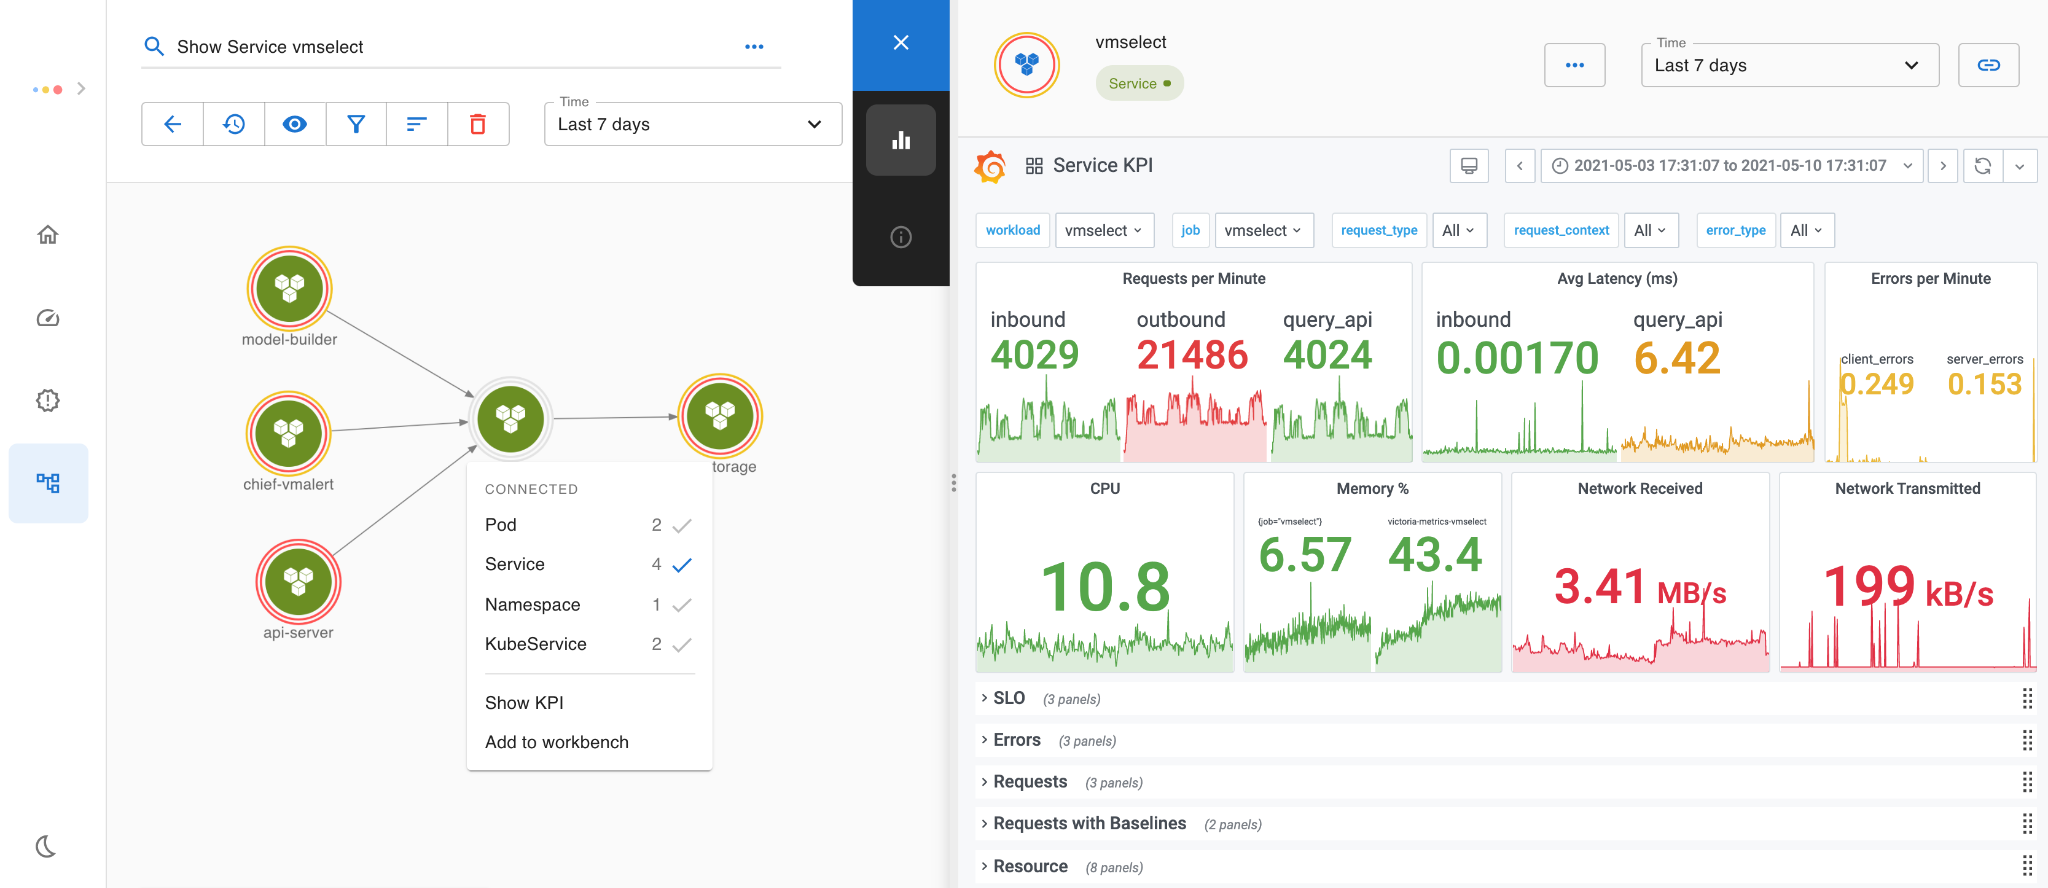 Show Service vmselect
Time
Last 7 days
model-builder
chief-vmalert
api-server
torage
CONNECTED
Pod 2
Service 4
Namespace 1
KubeService 2
Show KPI
Add to workbench
vmselect
Service
Time
Last 7 days
Service KPI
2021-05-03 17:31:07 to 2021-05-10 17:31:07
workload vmselect job vmselect request_type All request_context All error_type All
Requests per Minute
inbound outbound query_api
4029 21486 4024
Avg Latency (ms)
inbound query_api
0.00170 6.42
Errors per Minute
client_errors server_errors
0.249 0.153
CPU
10.8
Memory %
{job="vmselect"} victoria-metrics-vmselect
6.57 43.4
Network Received
3.41 MB/s
Network Transmitted
199 kB/s
SLO (3 panels)
Errors (3 panels)
Requests (3 panels)
Requests with Baselines (2 panels)
Resource (8 panels)